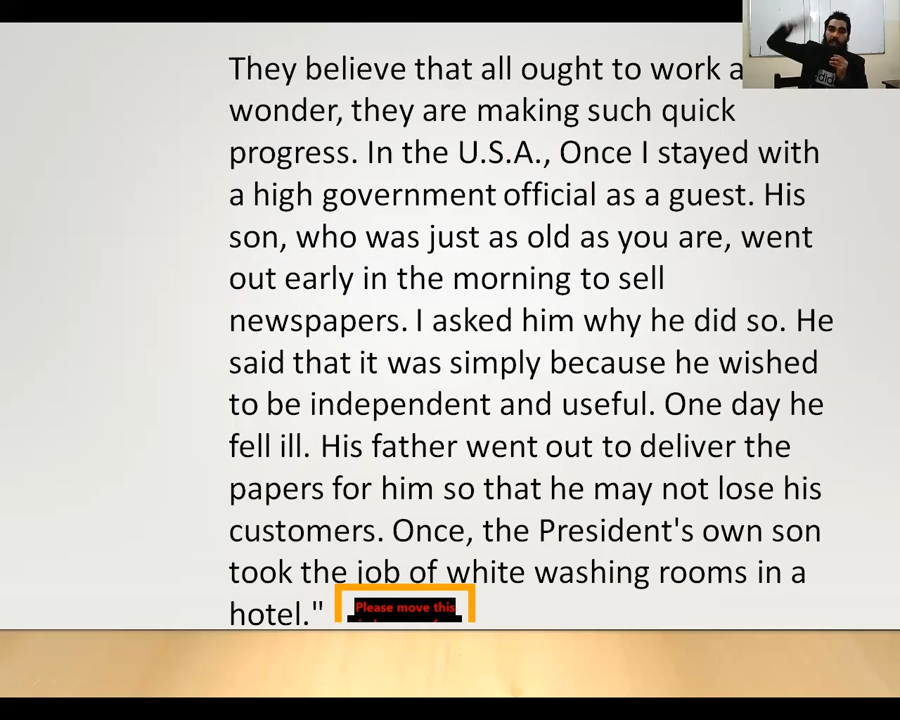 They believe that all ought to work a
wonder, they are making such quick
progress. In the U.S.A., Once I stayed with
a high government official as a guest. His
son, who was just as old as you are, went
out early in the morning to sell
newspapers. I asked him why he did so. He
said that it was simply because he wished
to be independent and useful. One day he
fell ill. His father went out to deliver the
papers for him so that he may not lose his
customers. Once, the President's own son
took the job of white washing rooms in a
hotel."
Please move this